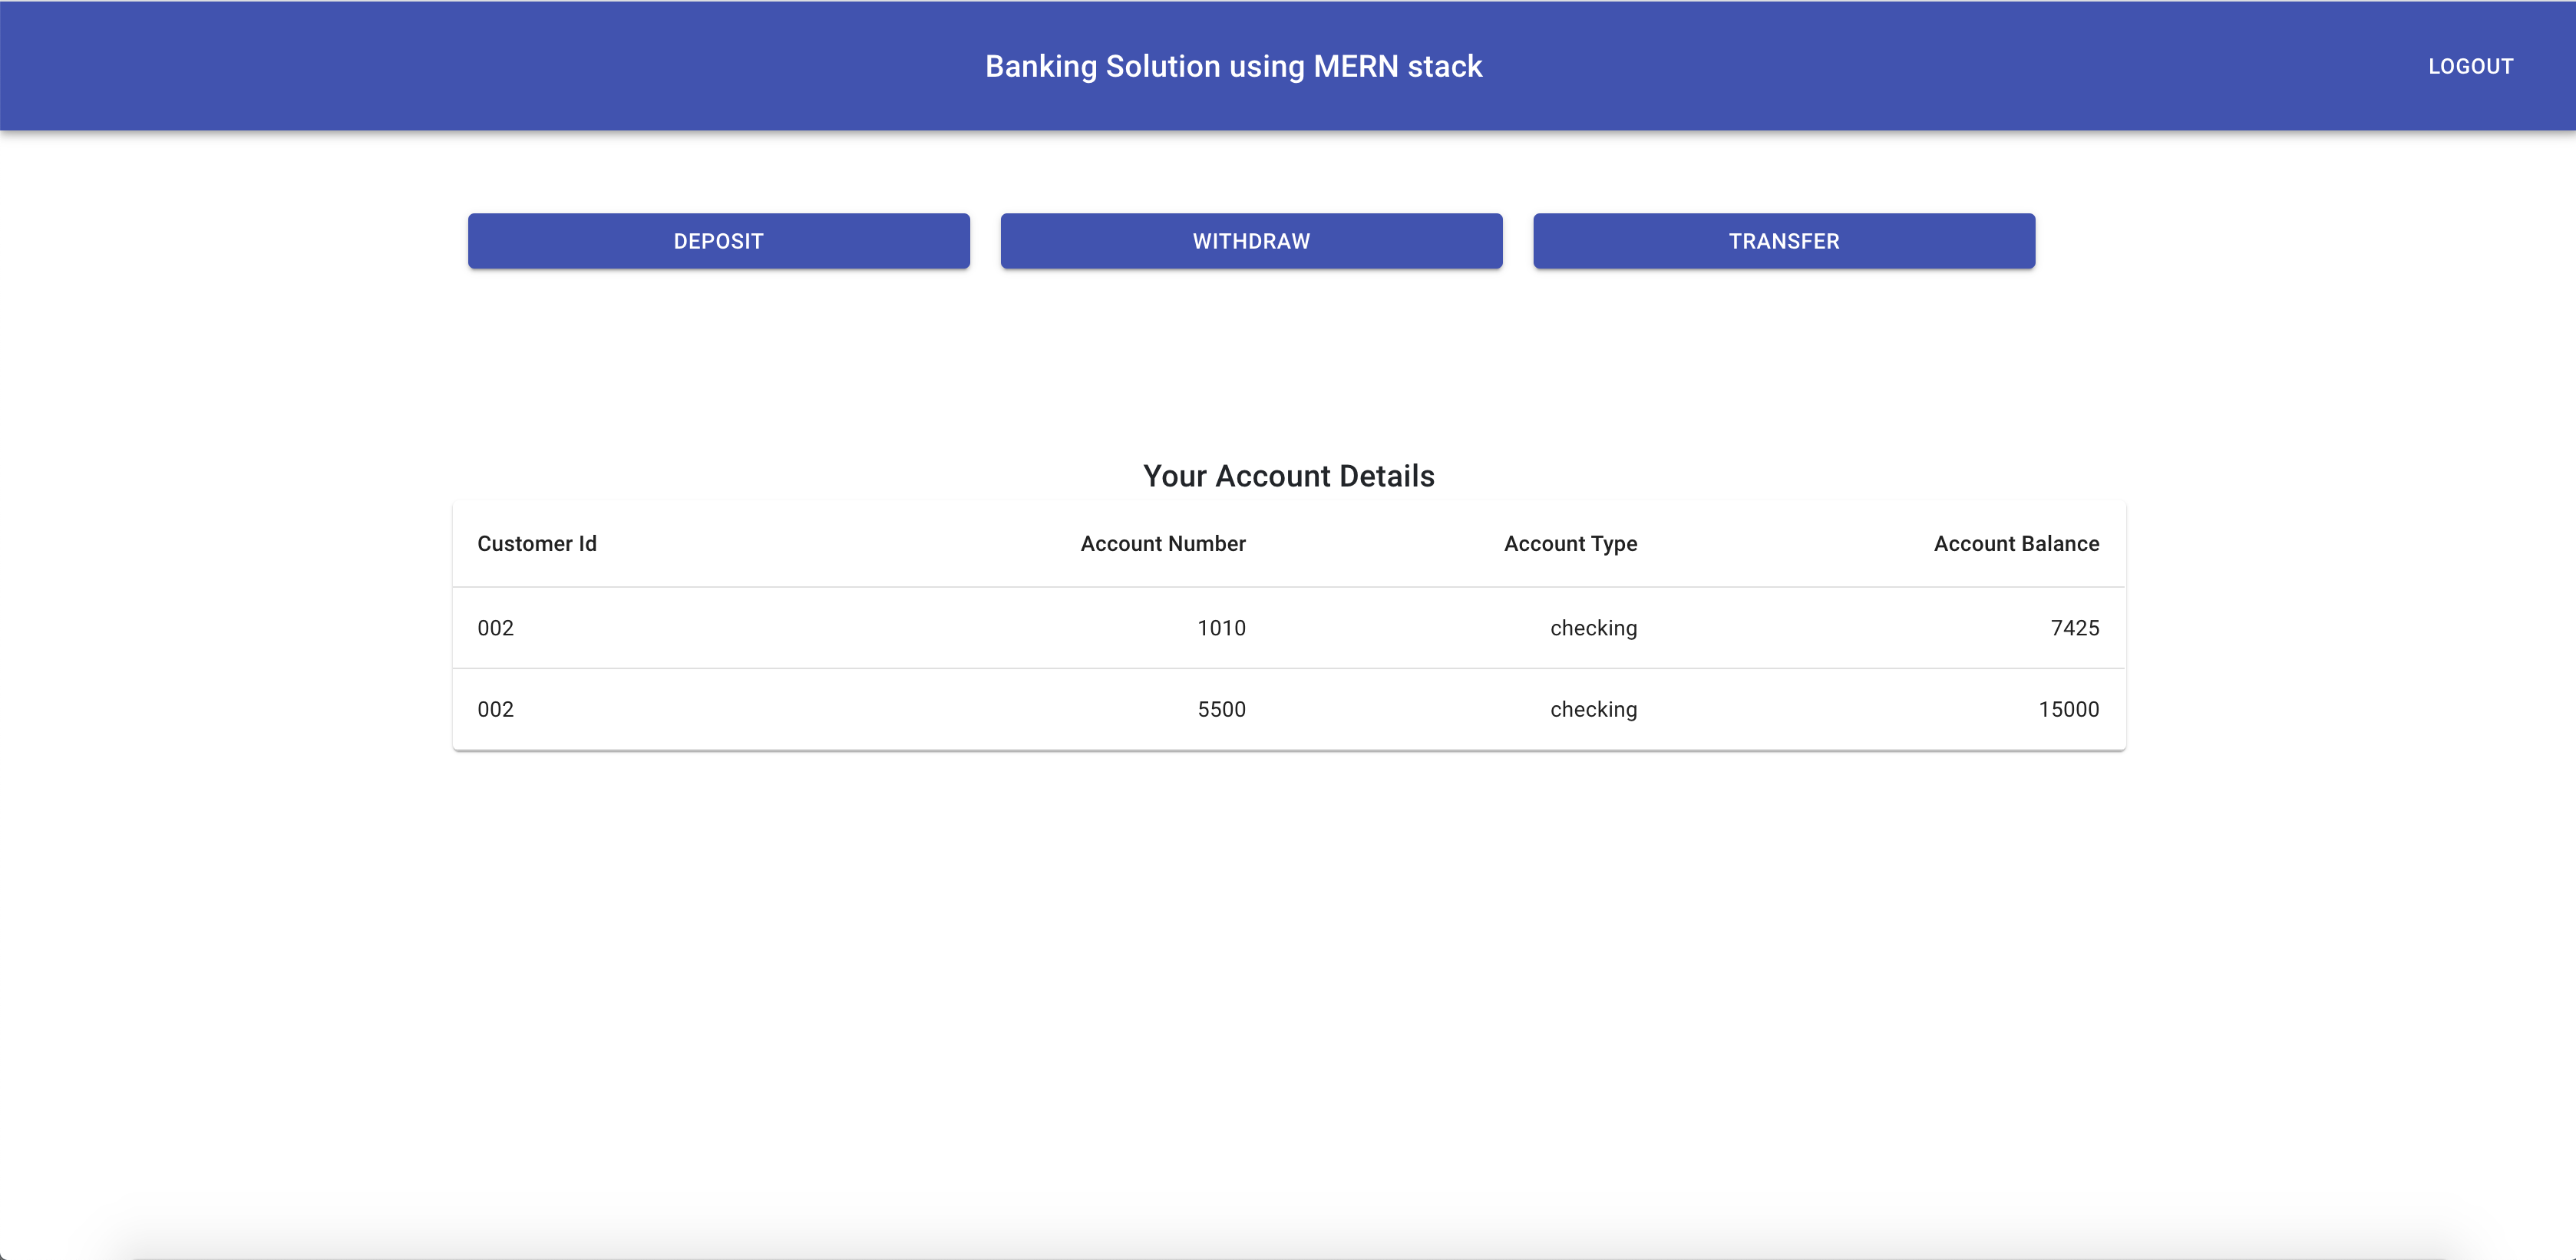 Banking Solution using MERN stack LOGOUT
DEPOSIT WITHDRAW TRANSFER
Your Account Details
Customer Id Account Number Account Type Account Balance
002 1010 checking 7425
002 5500 checking 15000